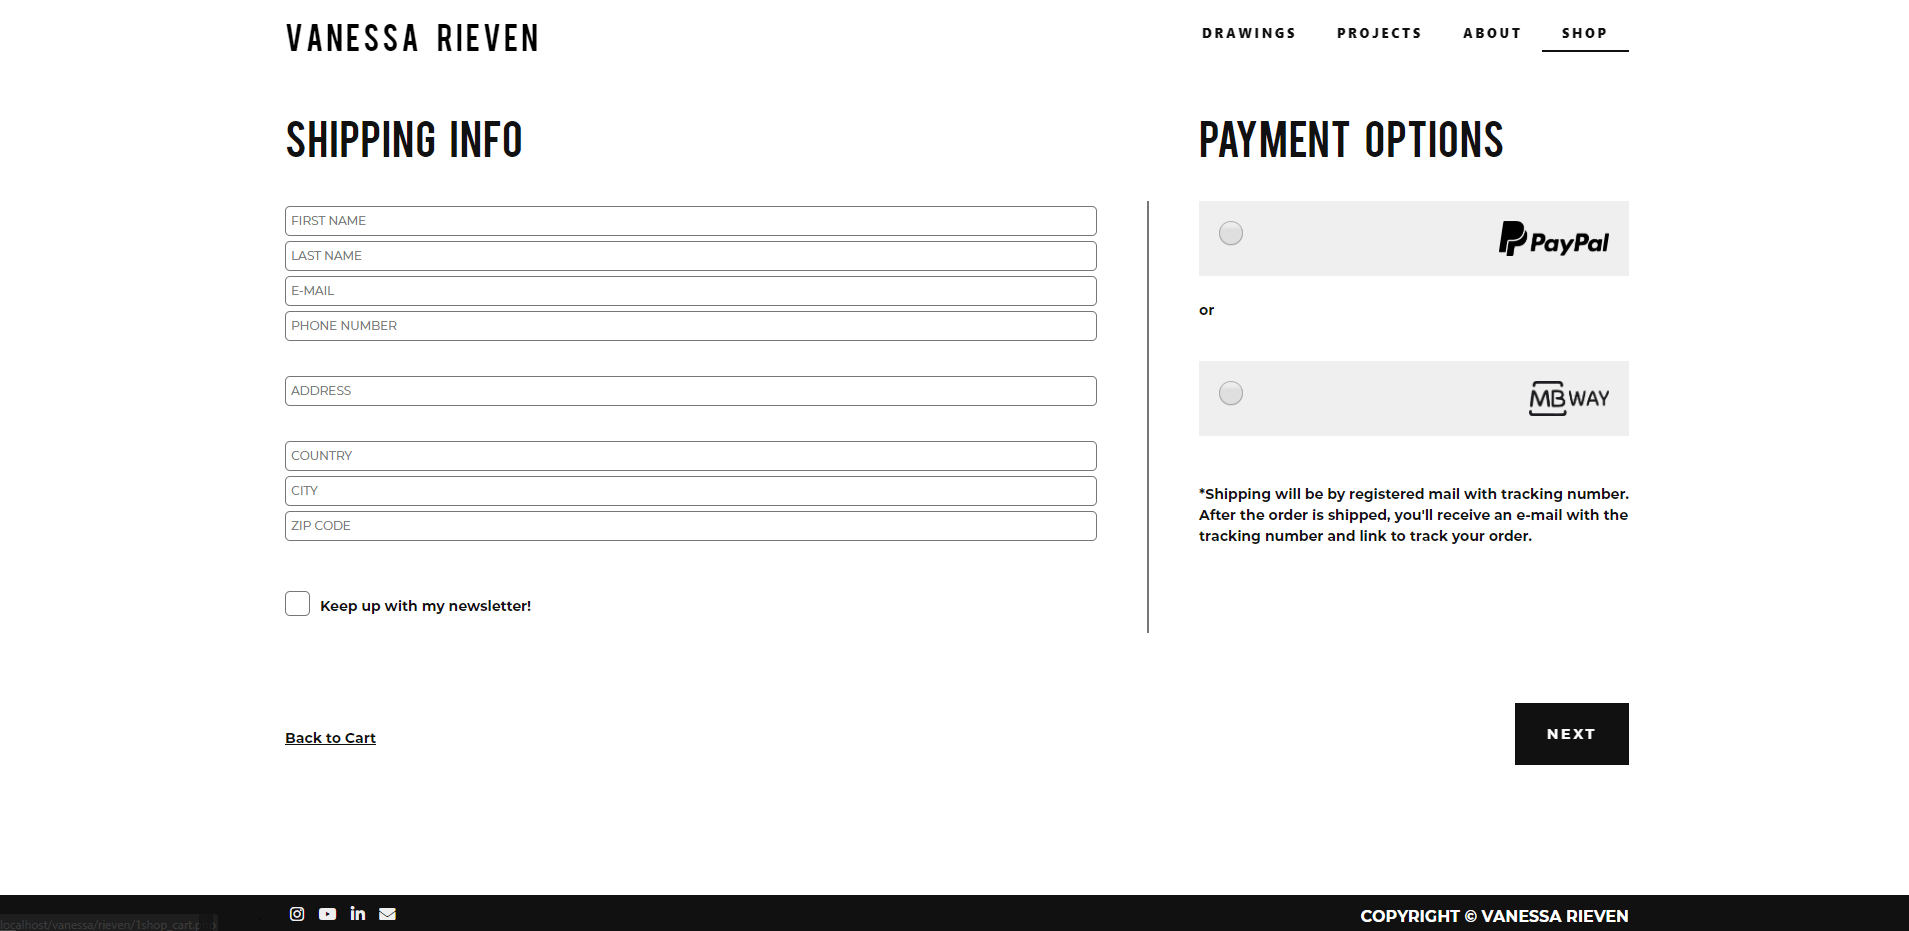 VANESSA RIEVEN
DRAWINGS PROJECTS ABOUT SHOP
SHIPPING INFO
FIRST NAME
LAST NAME
E-MAIL
PHONE NUMBER
ADDRESS
COUNTRY
CITY
ZIP CODE
Keep up with my newsletter!
PAYMENT OPTIONS
PayPal
or
MB WAY
*Shipping will be by registered mail with tracking number.
After the order is shipped, you'll receive an e-mail with the
tracking number and link to track your order.
Back to Cart
NEXT
localhost/vanessa/rieven/1shop_cart.php
COPYRIGHT © VANESSA RIEVEN